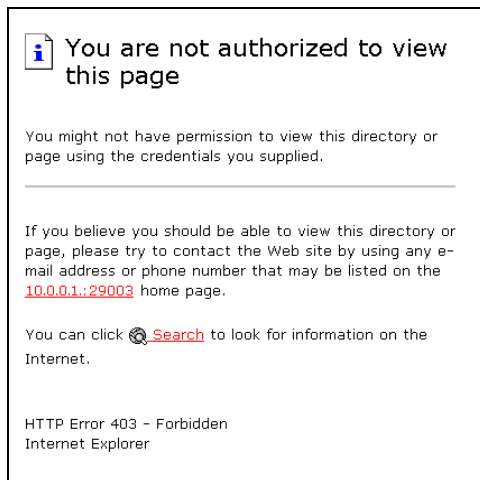 You are not authorized to view
this page
You might not have permission to view this directory or
page using the credentials you supplied.
If you believe you should be able to view this directory or
page, please try to contact the Web site by using any e-
mail address or phone number that may be listed on the
10.0.0.1.:29003 home page.
You can click Search to look for information on the
Internet.
HTTP Error 403 - Forbidden
Internet Explorer